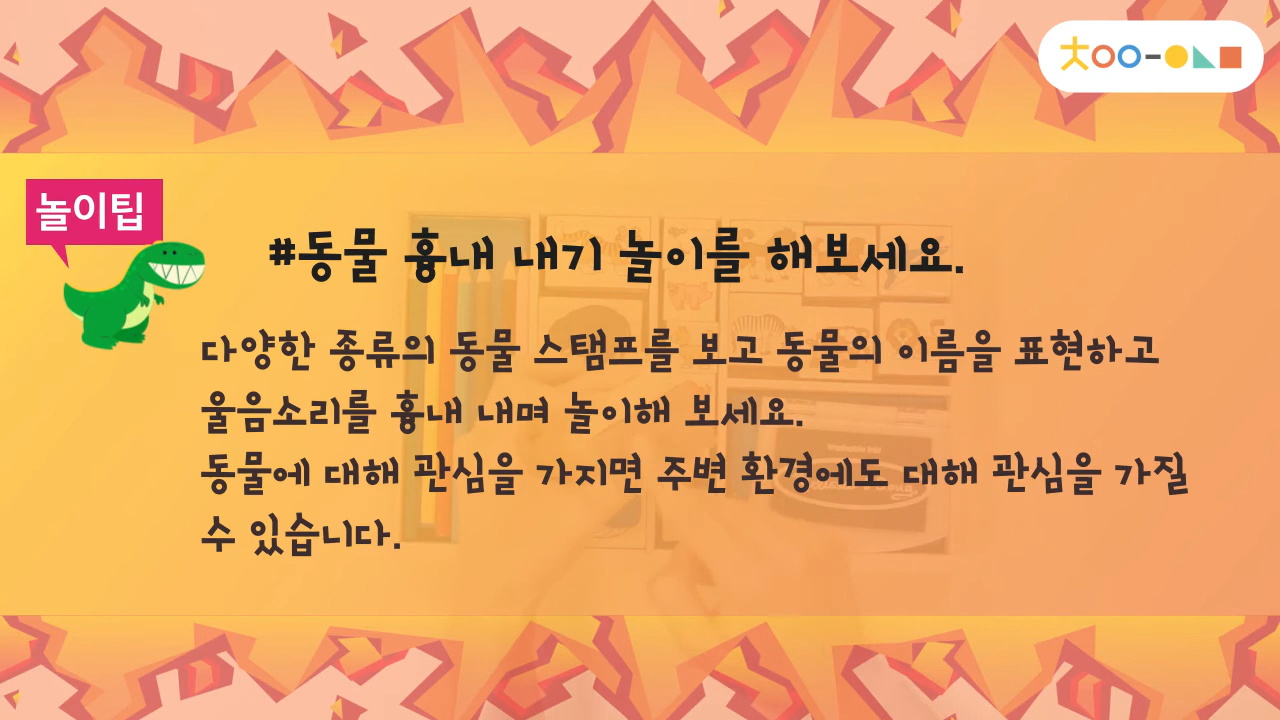 놀이팁
#동물 흉내 내기 놀이를 해보세요.
다양한 종류의 동물 스탬프를 보고 동물의 이름을 표현하고
울음소리를 흉내 내며 놀이해 보세요.
동물에 대해 관심을 가지면 주변 환경에도 대해 관심을 가질
수 있습니다.